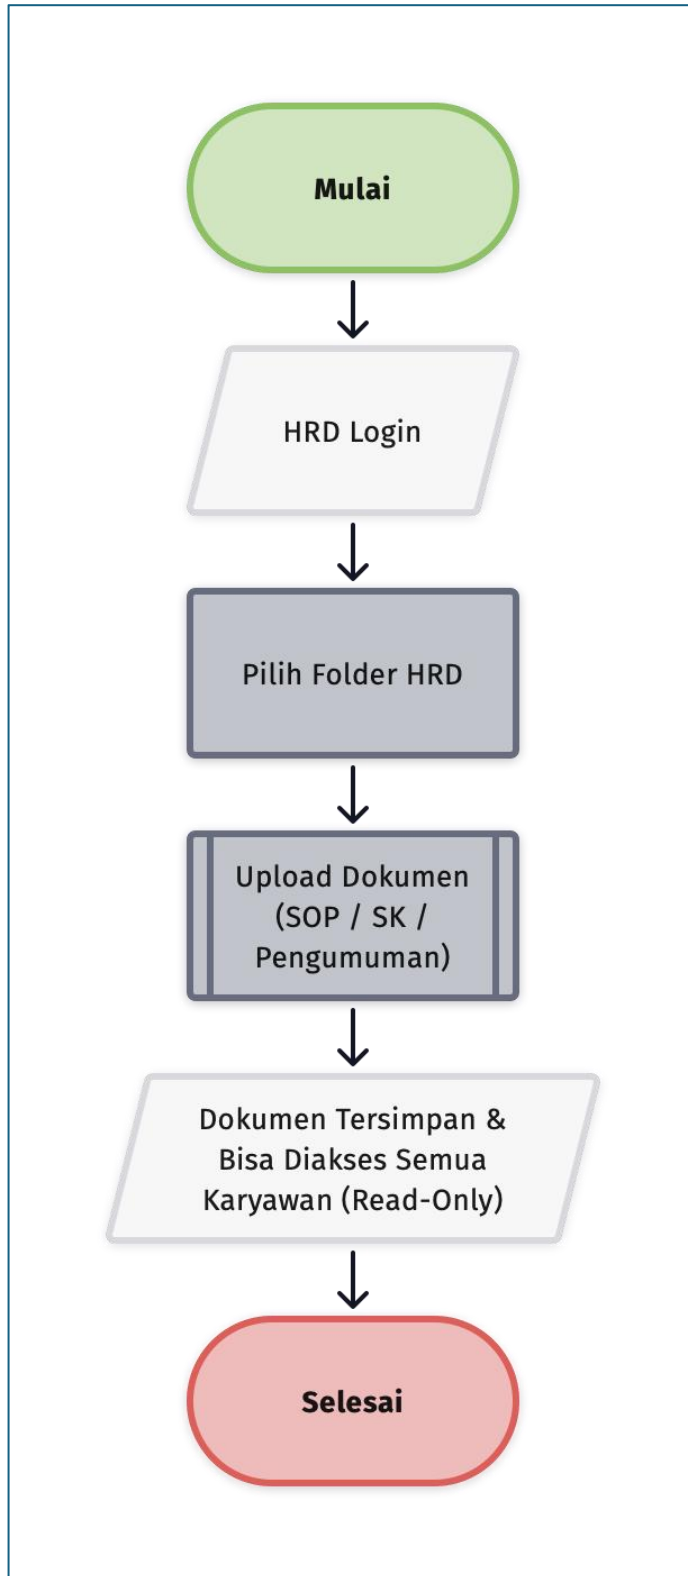 Mulai
HRD Login
Pilih Folder HRD
Upload Dokumen
(SOP / SK /
Pengumuman)
Dokumen Tersimpan &
Bisa Diakses Semua
Karyawan (Read-Only)
Selesai